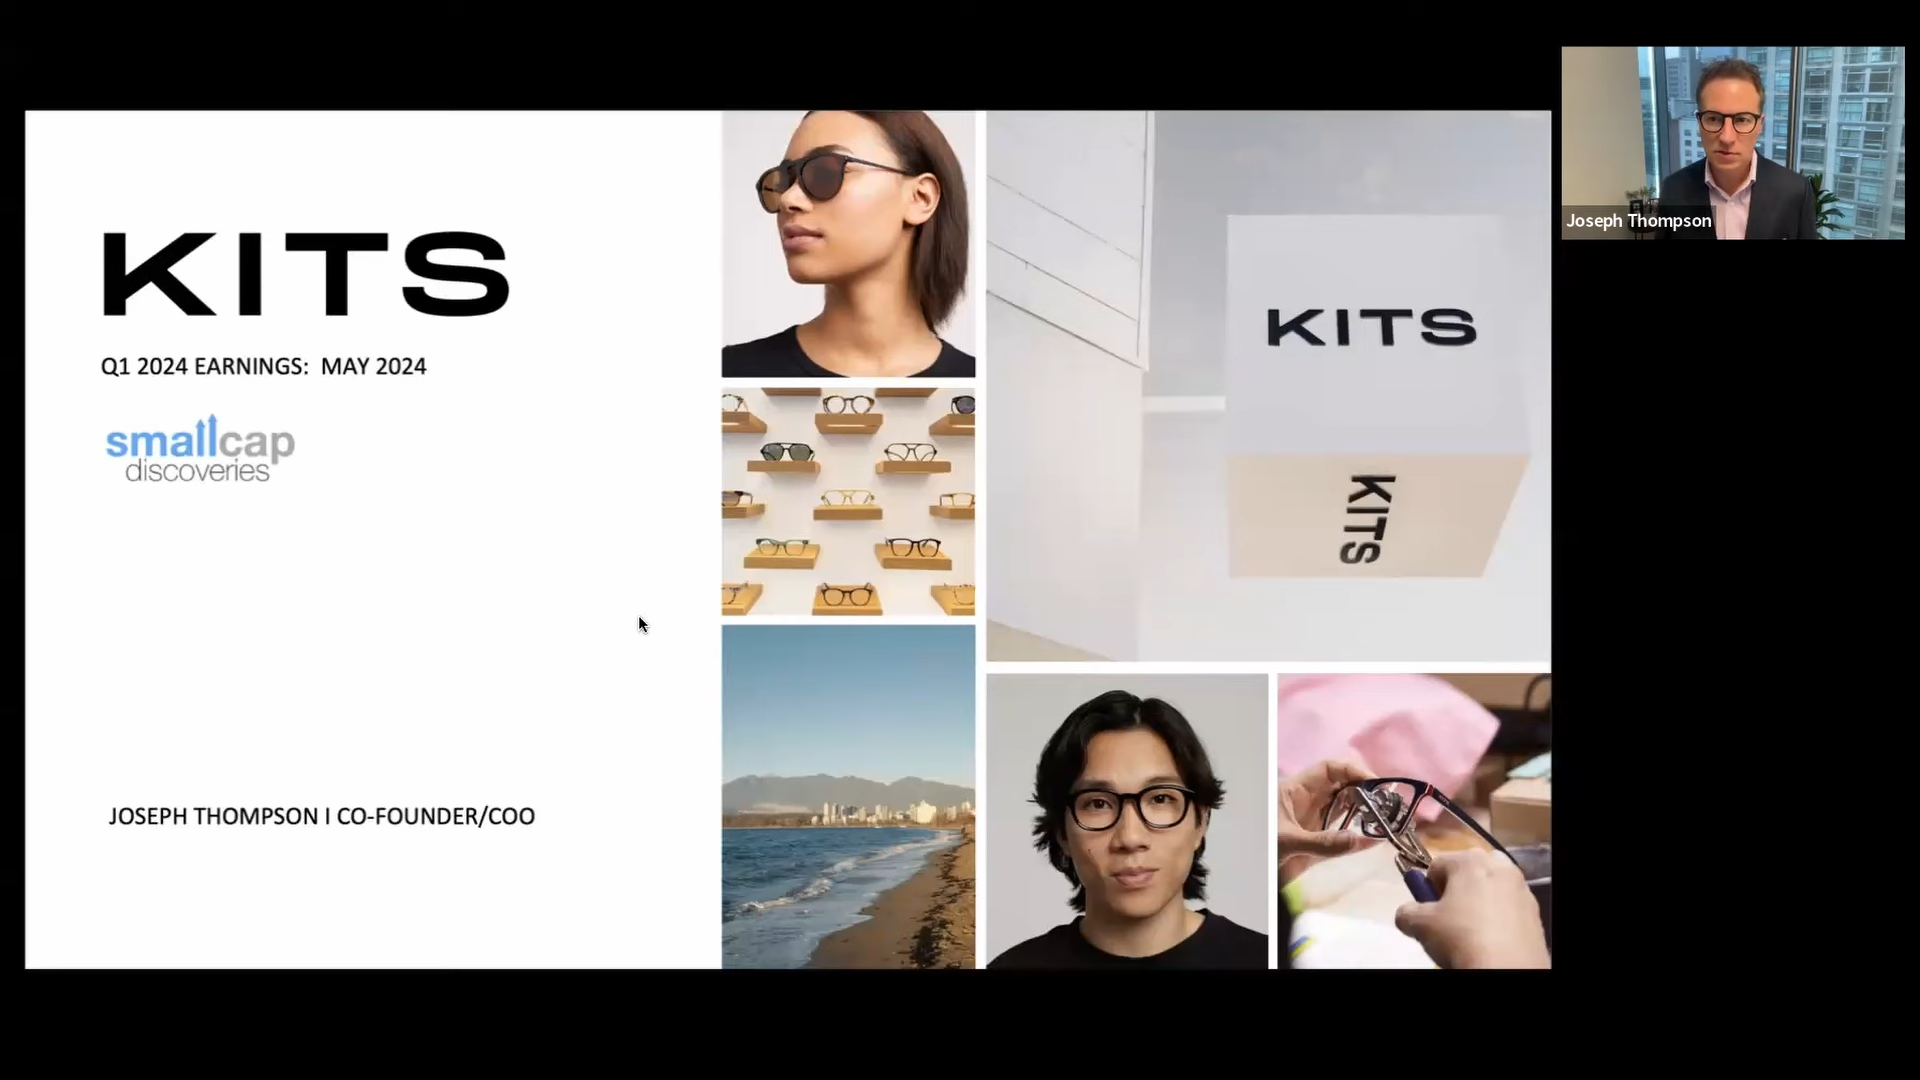 KITS
Q1 2024 EARNINGS: MAY 2024
smallcap
discoveries
JOSEPH THOMPSON I CO-FOUNDER/COO
KITS
KITS
Joseph Thompson